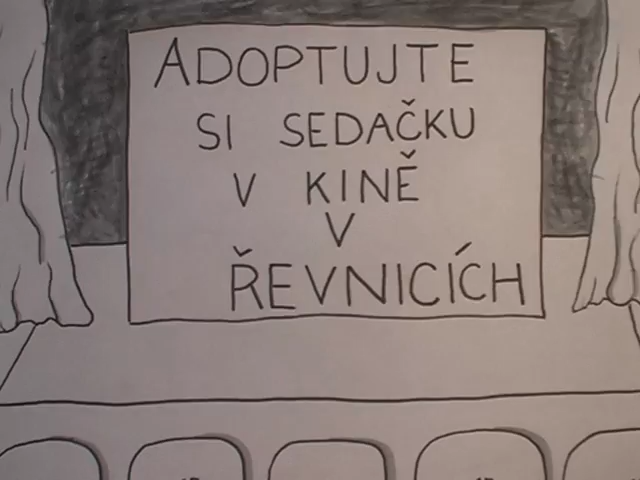 ADOPTUJTE
SI SEDAČKU
V KINĚ
V
ŘEVNICÍCH